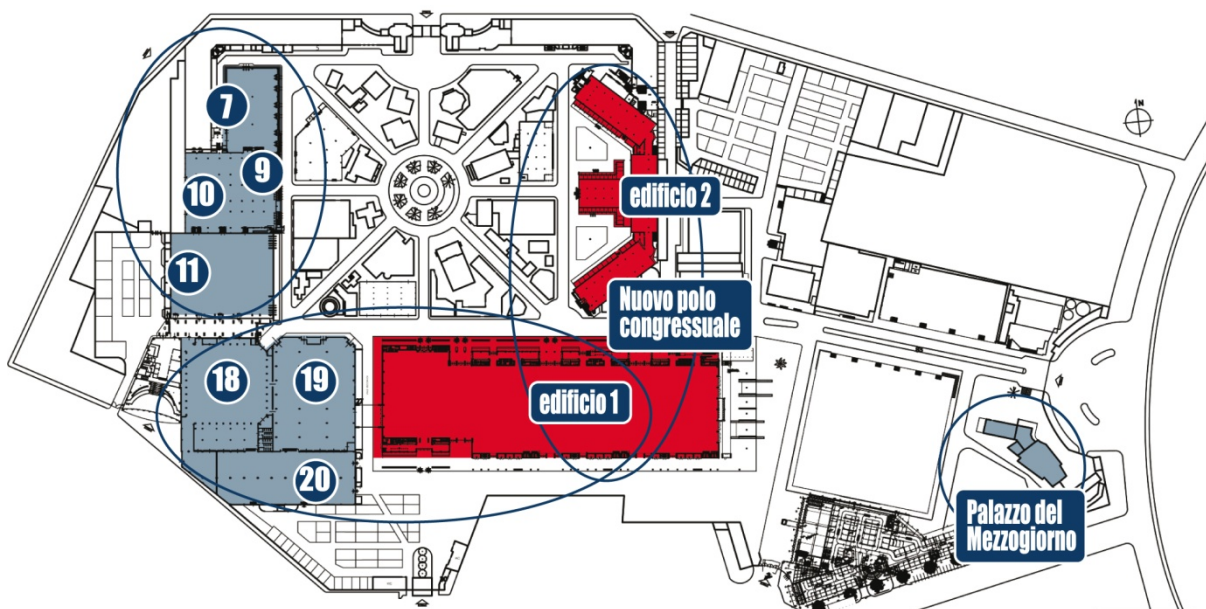 7
9
10
11
18
19
20
edificio 2
Nuovo polo
congressuale
edificio 1
Palazzo del
Mezzogiorno
N